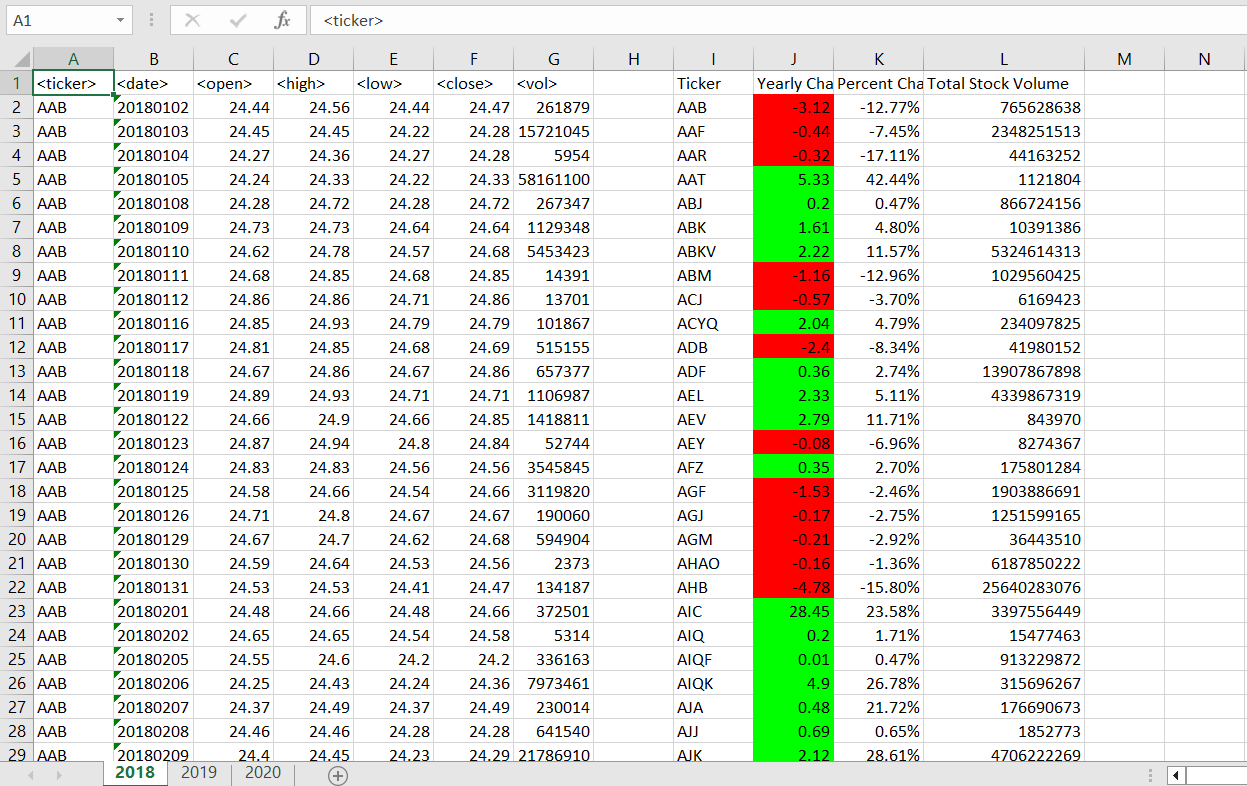 A1 fx <ticker>
A B C D E F G H I J K L M N
1 <ticker> <date> <open> <high> <low> <close> <vol> Ticker Yearly Cha Percent Cha Total Stock Volume
2 AAB 20180102 24.44 24.56 24.44 24.47 261879 AAB -3.12 -12.77% 765628638
3 AAB 20180103 24.45 24.45 24.22 24.28 15721045 AAF -0.44 -7.45% 2348251513
4 AAB 20180104 24.27 24.36 24.27 24.28 5954 AAR -0.32 -17.11% 44163252
5 AAB 20180105 24.24 24.33 24.22 24.33 58161100 AAT 5.33 42.44% 1121804
6 AAB 20180108 24.28 24.72 24.28 24.72 267347 ABJ 0.2 0.47% 866724156
7 AAB 20180109 24.73 24.73 24.64 24.64 1129348 ABK 1.61 4.80% 10391386
8 AAB 20180110 24.62 24.78 24.57 24.68 5453423 ABKV 2.22 11.57% 5324614313
9 AAB 20180111 24.68 24.85 24.68 24.85 14391 ABM -1.16 -12.96% 1029560425
10 AAB 20180112 24.86 24.86 24.71 24.86 13701 ACJ -0.57 -3.70% 6169423
11 AAB 20180116 24.85 24.93 24.79 24.79 101867 ACYQ 2.04 4.79% 234097825
12 AAB 20180117 24.81 24.85 24.68 24.69 515155 ADB -2.4 -8.34% 41980152
13 AAB 20180118 24.67 24.86 24.67 24.86 657377 ADF 0.36 2.74% 13907867898
14 AAB 20180119 24.89 24.93 24.71 24.71 1106987 AEL 2.33 5.11% 4339867319
15 AAB 20180122 24.66 24.9 24.66 24.85 1418811 AEV 2.79 11.71% 843970
16 AAB 20180123 24.87 24.94 24.8 24.84 52744 AEY -0.08 -6.96% 8274367
17 AAB 20180124 24.83 24.83 24.56 24.56 3545845 AFZ 0.35 2.70% 175801284
18 AAB 20180125 24.58 24.66 24.54 24.66 3119820 AGF -1.53 -2.46% 1903886691
19 AAB 20180126 24.71 24.8 24.67 24.67 190060 AGJ -0.17 -2.75% 1251599165
20 AAB 20180129 24.67 24.7 24.62 24.68 594904 AGM -0.21 -2.92% 36443510
21 AAB 20180130 24.59 24.64 24.53 24.56 2373 AHAO -0.16 -1.36% 6187850222
22 AAB 20180131 24.53 24.53 24.41 24.47 134187 AHB -4.78 -15.80% 25640283076
23 AAB 20180201 24.48 24.66 24.48 24.66 372501 AIC 28.45 23.58% 3397556449
24 AAB 20180202 24.65 24.65 24.54 24.58 5314 AIQ 0.2 1.71% 15477463
25 AAB 20180205 24.55 24.6 24.2 24.2 336163 AIQF 0.01 0.47% 913229872
26 AAB 20180206 24.25 24.43 24.24 24.36 7973461 AIQK 4.9 26.78% 315696267
27 AAB 20180207 24.37 24.49 24.37 24.49 230014 AJA 0.48 21.72% 176690673
28 AAB 20180208 24.46 24.46 24.28 24.28 641540 AJJ 0.69 0.65% 1852773
29 AAB 20180209 24.4 24.45 24.23 24.29 21786910 AJK 2.12 28.61% 4706222269
2018 2019 2020